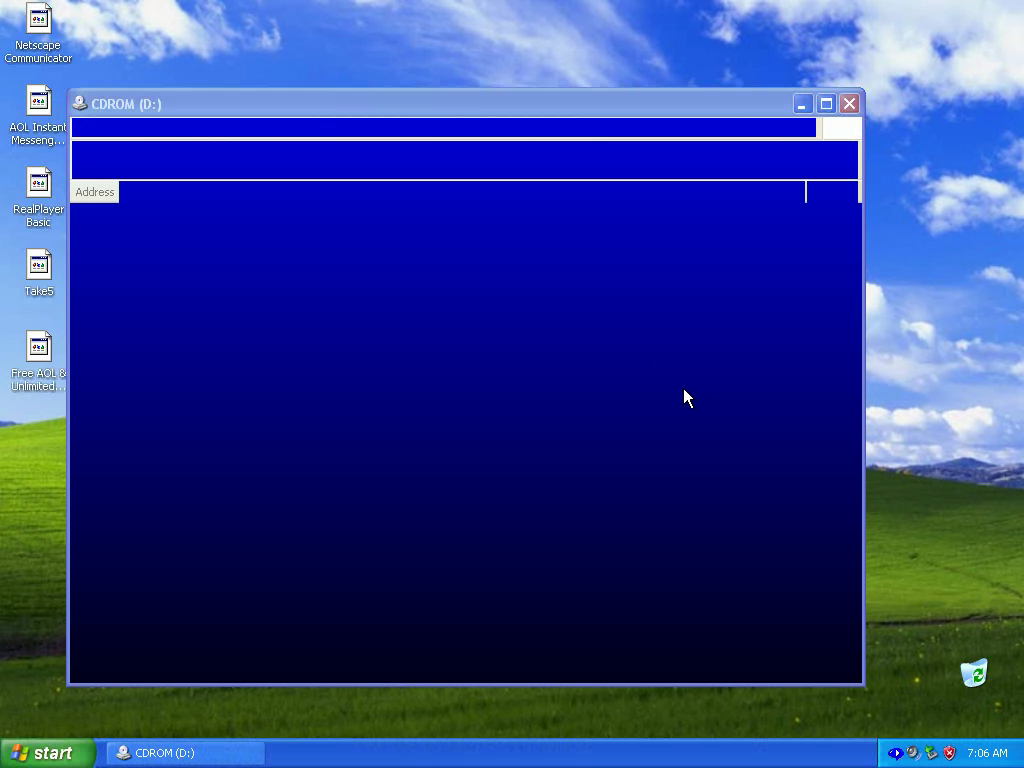 Netscape
Communicator
AOL Instant
Messeng...
RealPlayer
Basic
Take5
Free AOL &
Unlimited...
CDROM (D:)
Address
start
CDROM (D:)
7:06 AM